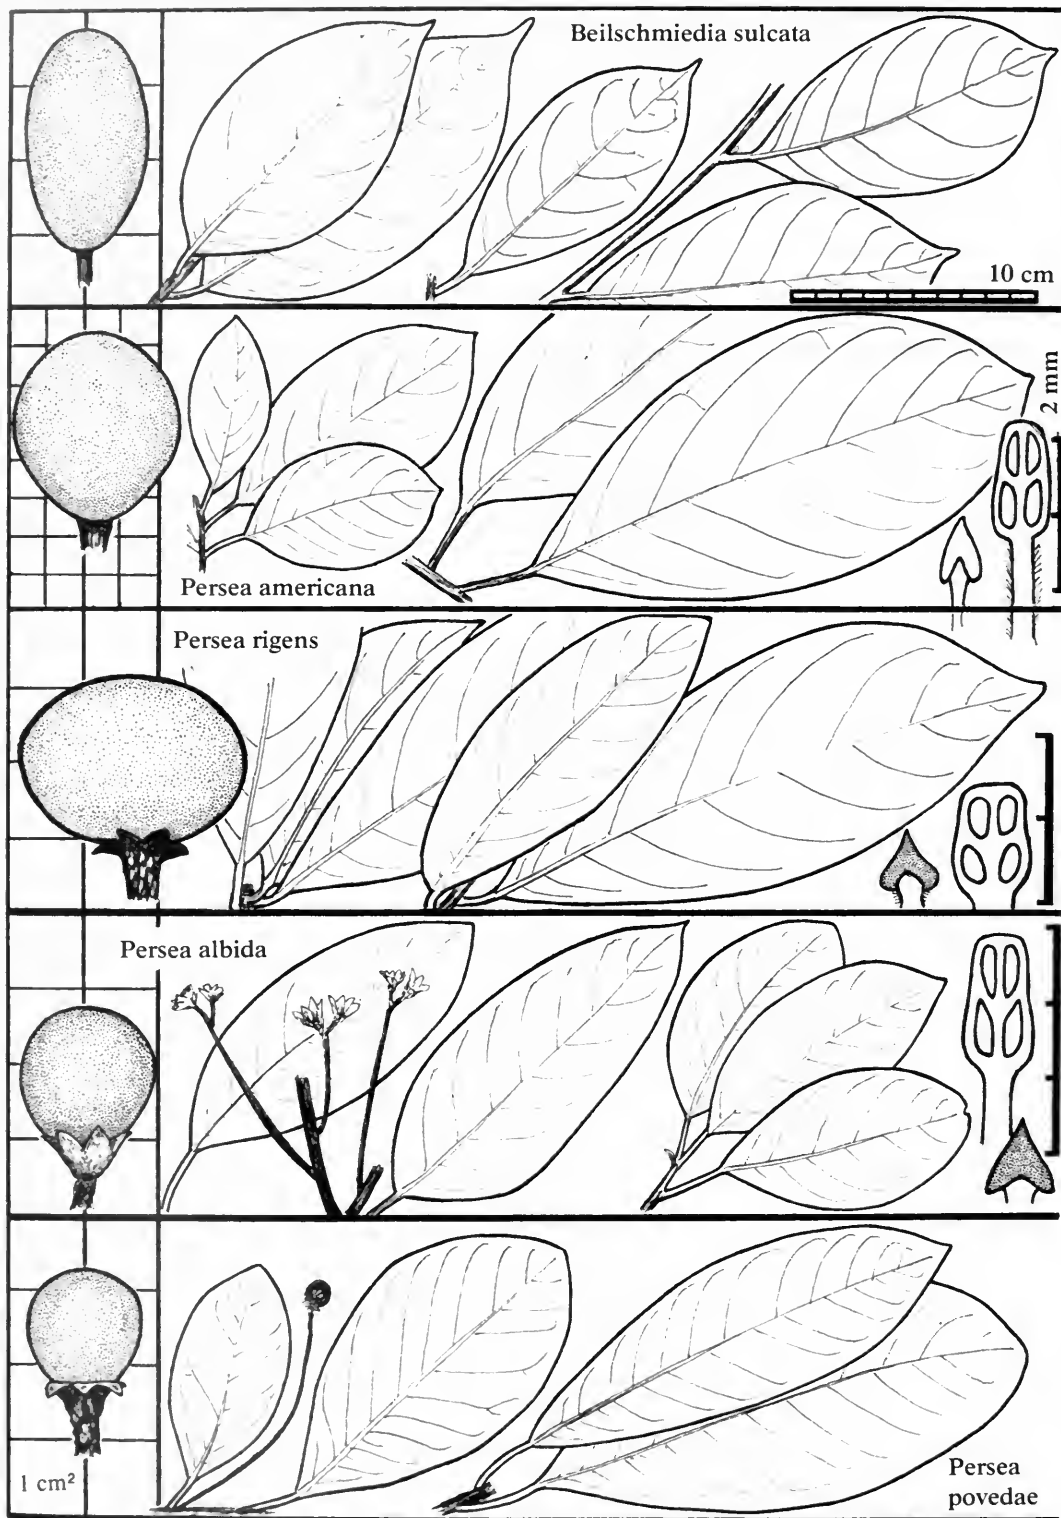 Beilschmiedia sulcata
10 cm
2 mm
Persea americana
Persea rigens
Persea albida
1 cm²
Persea
povedae